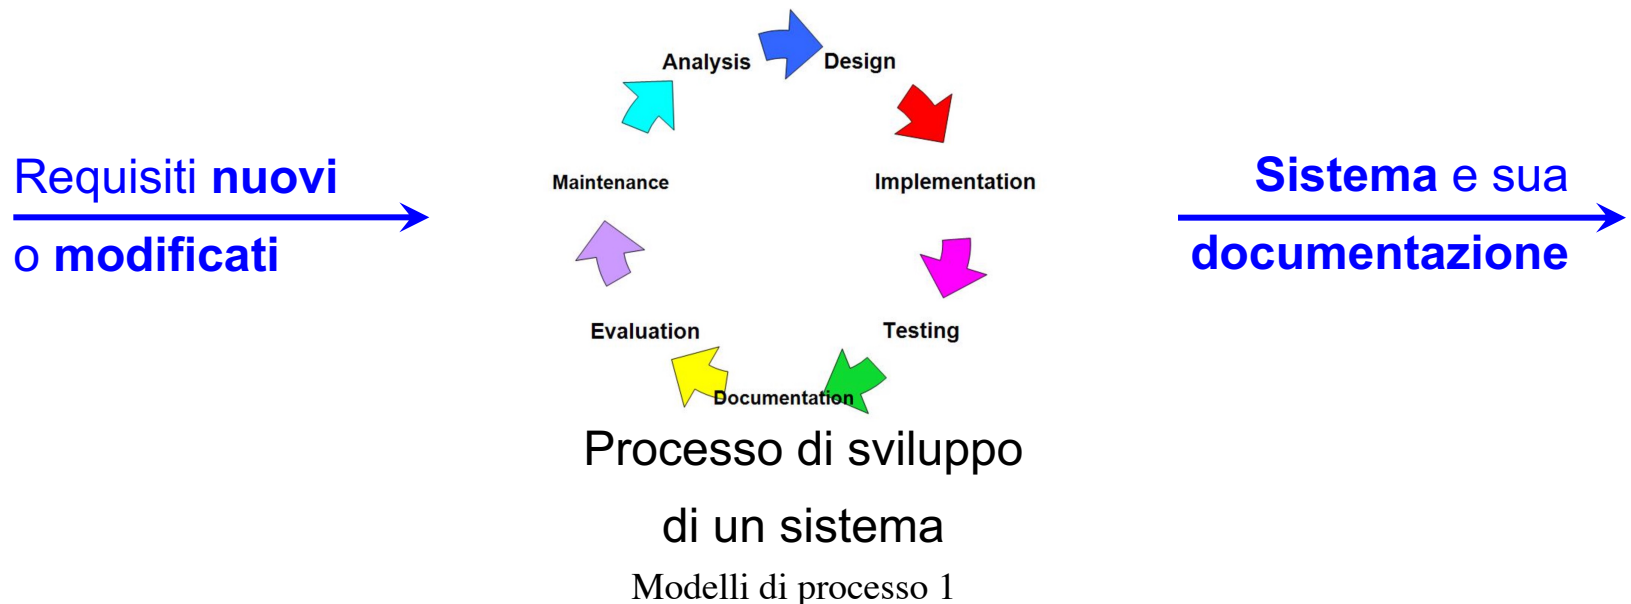 Analysis
Design
Requisiti nuovi
o modificati
Maintenance
Implementation
Sistema e sua
documentazione
Evaluation
Testing
Documentation
Processo di sviluppo
di un sistema
Modelli di processo 1